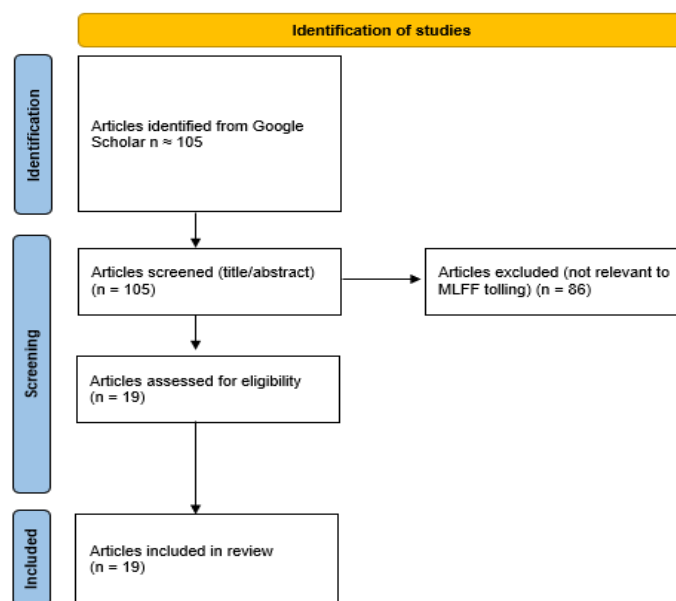 Identification of studies
Identification
Articles identified from Google
Scholar n ≈ 105
Screening
Articles screened (title/abstract)
(n = 105)
Articles excluded (not relevant to
MLFF tolling) (n = 86)
Articles assessed for eligibility
(n = 19)
Included
Articles included in review
(n = 19)